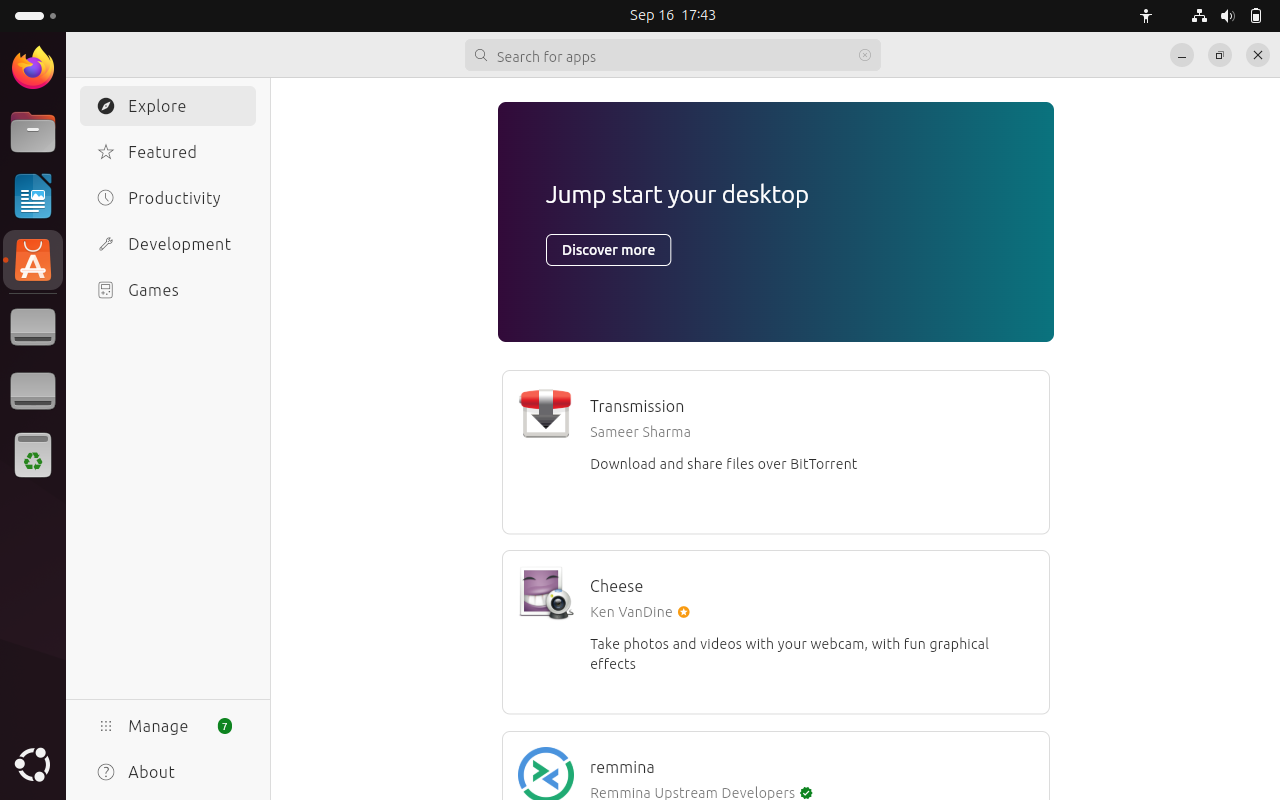 Sep 16 17:43
Search for apps
Explore
Featured
Productivity
Development
Games
Manage 7
About
Jump start your desktop
Discover more
Transmission
Sameer Sharma
Download and share files over BitTorrent
Cheese
Ken VanDine
Take photos and videos with your webcam, with fun graphical
effects
remmina
Remmina Upstream Developers